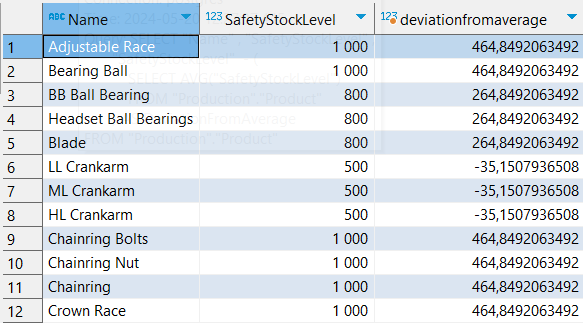 Name 123 SafetyStockLevel 123 deviationfromaverage
1 Adjustable Race 1 000 464,8492063492
2 Bearing Ball 1 000 464,8492063492
3 BB Ball Bearing 800 264,8492063492
4 Headset Ball Bearings 800 264,8492063492
5 Blade 800 264,8492063492
6 LL Crankarm 500 -35,1507936508
7 ML Crankarm 500 -35,1507936508
8 HL Crankarm 500 -35,1507936508
9 Chainring Bolts 1 000 464,8492063492
10 Chainring Nut 1 000 464,8492063492
11 Chainring 1 000 464,8492063492
12 Crown Race 1 000 464,8492063492